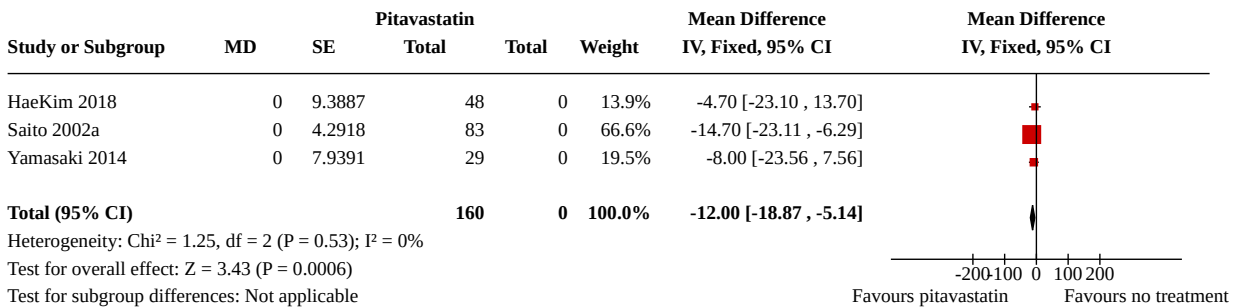 Pitavastatin Mean Difference Mean Difference
Study or Subgroup MD SE Total Total Weight IV, Fixed, 95% CI IV, Fixed, 95% CI
HaeKim 2018 0 9.3887 48 0 13.9% -4.70 [-23.10 , 13.70]
Saito 2002a 0 4.2918 83 0 66.6% -14.70 [-23.11 , -6.29]
Yamasaki 2014 0 7.9391 29 0 19.5% -8.00 [-23.56 , 7.56]
Total (95% CI) 160 0 100.0% -12.00 [-18.87 , -5.14]
Heterogeneity: Chi² = 1.25, df = 2 (P = 0.53); I² = 0%
Test for overall effect: Z = 3.43 (P = 0.0006) -200 -100 0 100 200
Test for subgroup differences: Not applicable Favours pitavastatin Favours no treatment